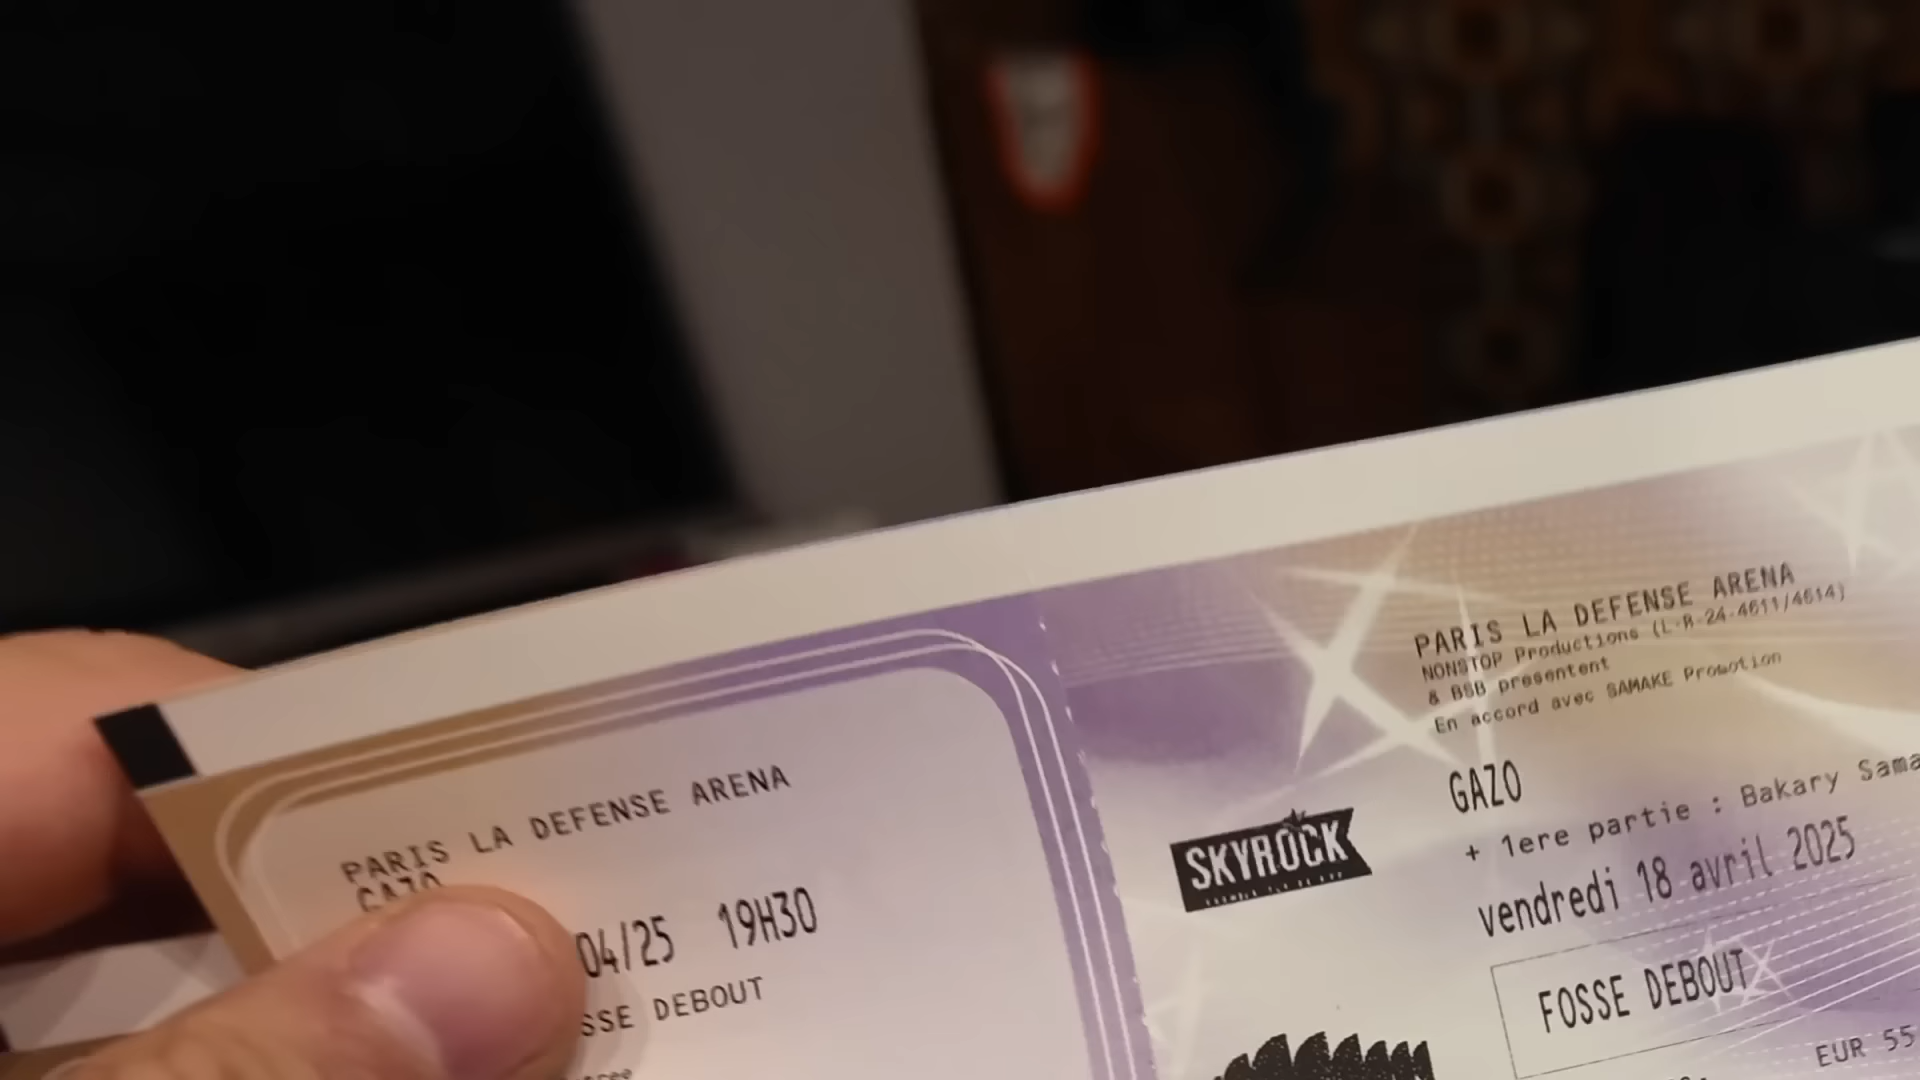 PARIS LA DEFENSE ARENA
GAZO
04/25 19H30
SSE DEBOUT
PARIS LA DEFENSE ARENA
NONSTOP Productions (L-R-24-4611/4614)
& BSB presentent
En accord avec SAMAKE Promotion
GAZO
+ 1ere partie : Bakary Sama
vendredi 18 avril 2025
SKYROCK
FOSSE DEBOUT
EUR 55